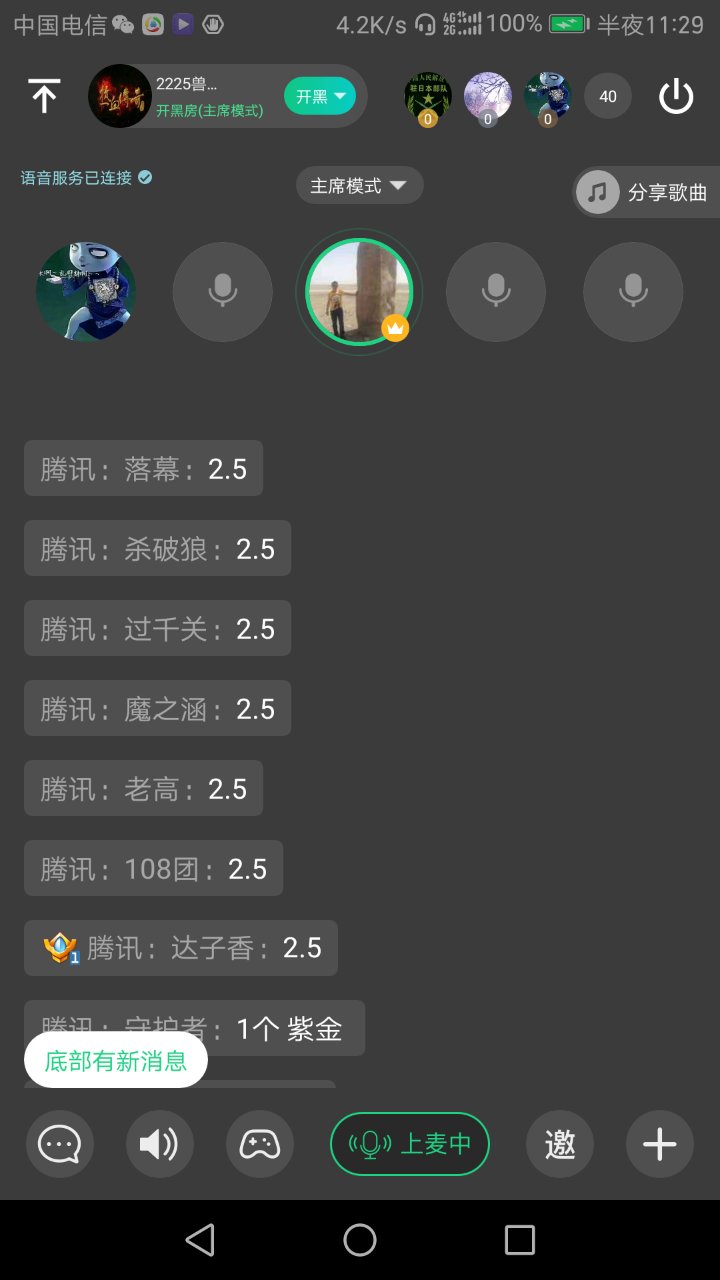 中国电信
4.2K/s 4G 2G 100% 半夜11:29
2225兽...
开黑房(主席模式)
开黑
0
0
0
40
语音服务已连接
主席模式
分享歌曲
腾讯：落幕：2.5
腾讯：杀破狼：2.5
腾讯：过千关：2.5
腾讯：魔之涵：2.5
腾讯：老高：2.5
腾讯：108团：2.5
1 腾讯：达子香：2.5
腾讯：守护者：1个 紫金
底部有新消息
上麦中
邀